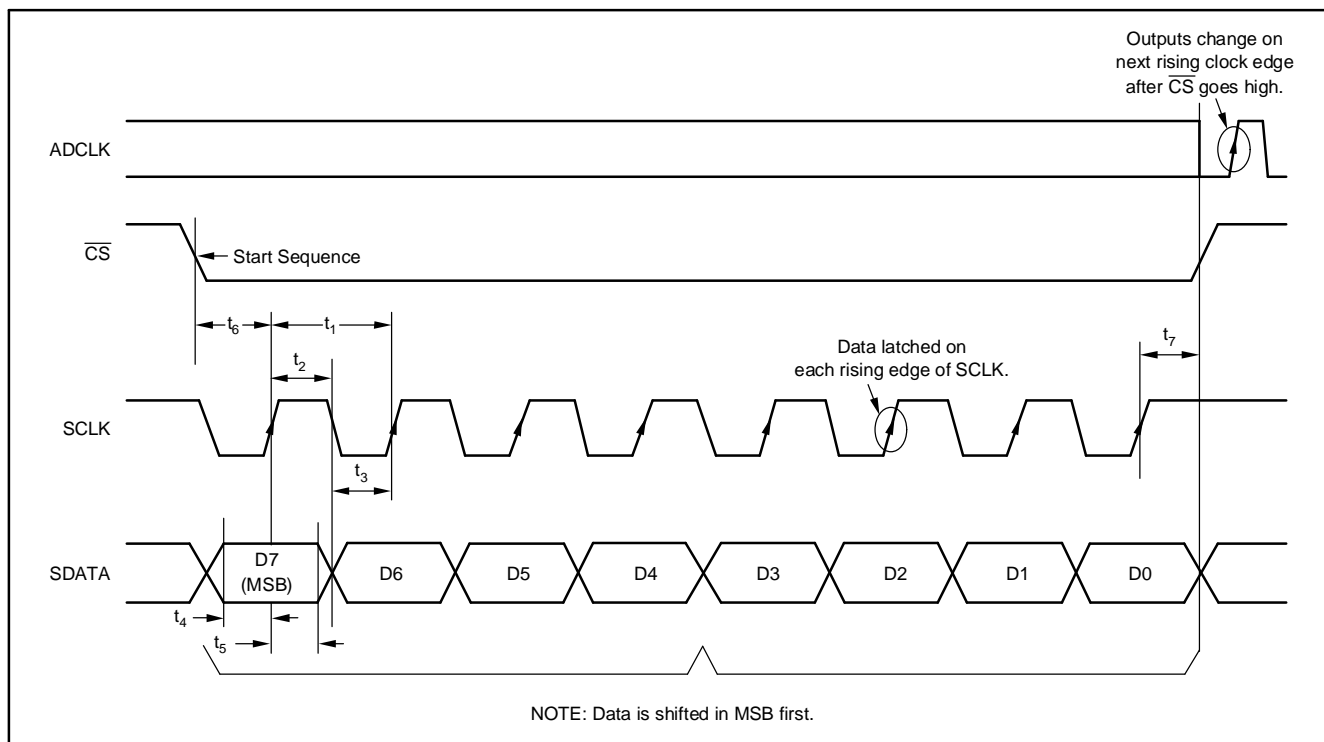 Outputs change on
next rising clock edge
after C̅S̅ goes high.
ADCLK
C̅S̅
Start Sequence
t6
t1
t2
Data latched on
each rising edge of SCLK.
t7
SCLK
t3
SDATA
D7
(MSB)
D6
D5
D4
D3
D2
D1
D0
t4
t5
NOTE: Data is shifted in MSB first.